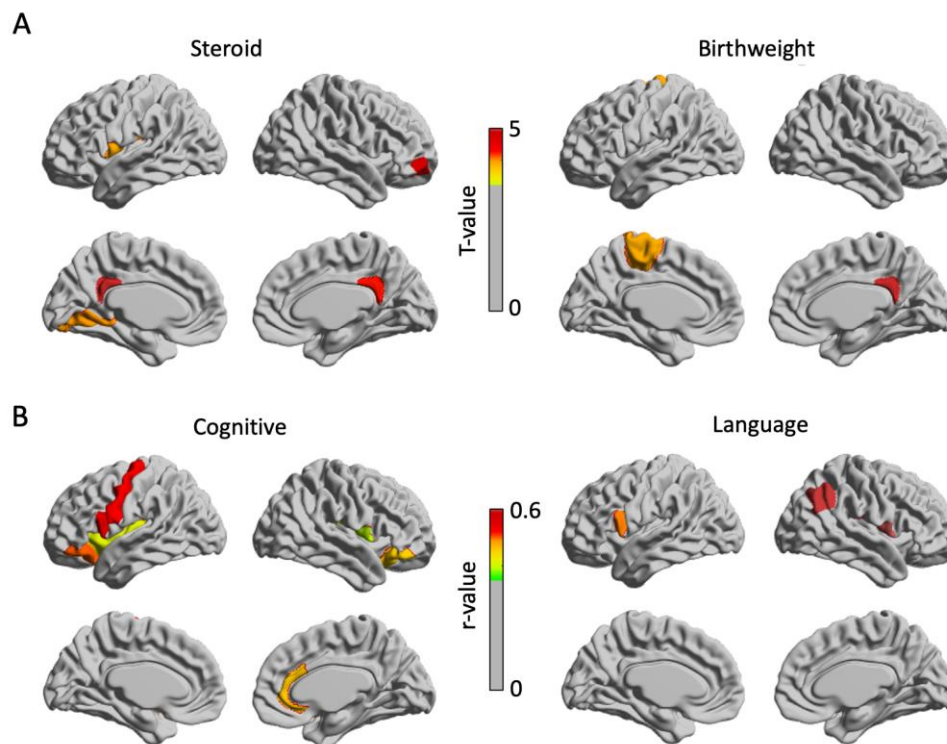 A
Steroid
Birthweight
5
T-value
0
B
Cognitive
Language
0.6
r-value
0